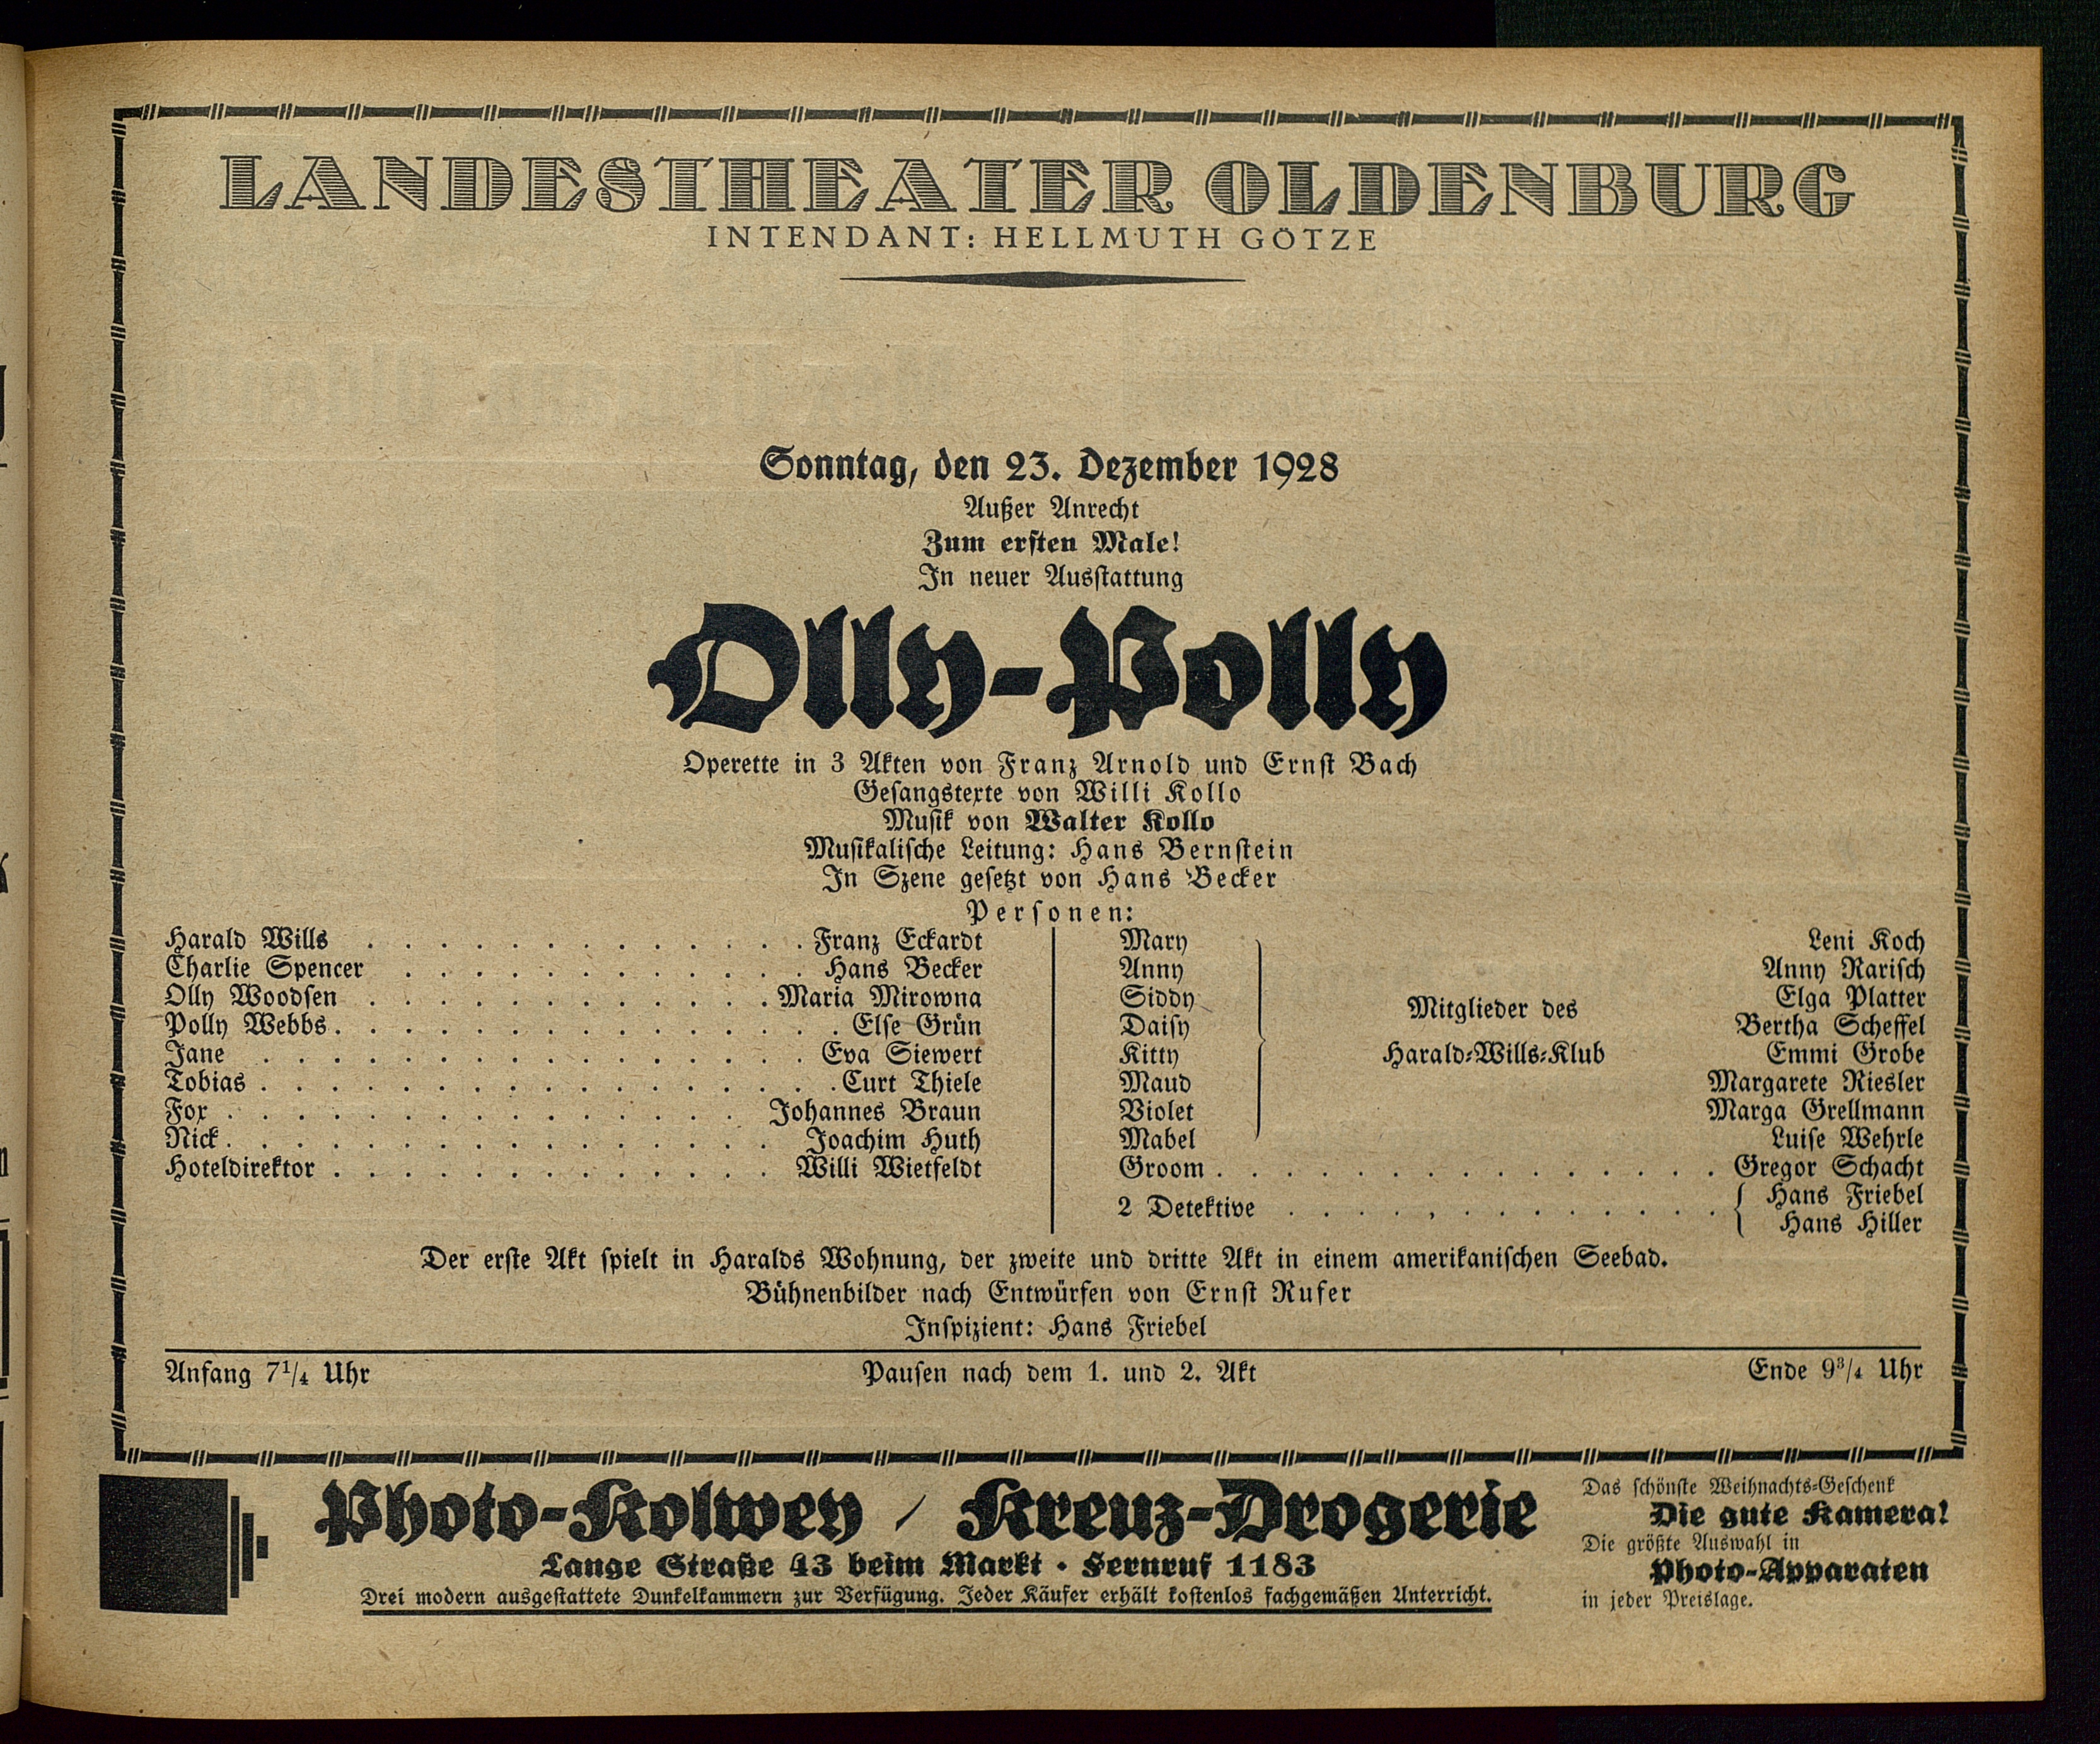 LANDESTHEATER OLDENBURG
INTENDANT: HELLMUTH GÖTZE
Sonntag, den 23. Dezember 1928
Außer Anrecht
Zum ersten Male!
In neuer Ausstattung
Olly-Polly
Operette in 3 Akten von Franz Arnold und Ernst Bach
Gesangstexte von Willi Kollo
Musik von Walter Kollo
Musikalische Leitung: Hans Bernstein
In Szene gesetzt von Hans Becker
Personen:
Harald Wills . . . . . . . . . . . . . Franz Eckardt
Charlie Spencer . . . . . . . . . . . . Hans Becker
Olly Woodsen . . . . . . . . . . . . Maria Mirowna
Polly Webbs . . . . . . . . . . . . . . . Else Grün
Jane . . . . . . . . . . . . . . . . Eva Siewert
Tobias . . . . . . . . . . . . . . . . . Curt Thiele
Fox . . . . . . . . . . . . . . . Johannes Braun
Nick . . . . . . . . . . . . . . . . Joachim Huth
Hoteldirektor . . . . . . . . . . . . . Willi Wietfeldt
Mary Leni Koch
Anny Anny Rarisch
Siddy Elga Platter
Mitglieder des
Daisy Bertha Scheffel
Kitty Harald-Wills-Klub Emmi Grobe
Maud Margarete Riesler
Violet Marga Grellmann
Mabel Luise Wehrle
Groom . . . . . . . . . . . . . . . Gregor Schacht
2 Detektive . . . . . . . . . . . . . { Hans Friebel
Hans Hiller
Der erste Akt spielt in Haralds Wohnung, der zweite und dritte Akt in einem amerikanischen Seebad.
Bühnenbilder nach Entwürfen von Ernst Rufer
Inspizient: Hans Friebel
Anfang 7¼ Uhr Pausen nach dem 1. und 2. Akt Ende 9¾ Uhr
Photo-Kolwey / Kreuz-Drogerie
Lange Straße 43 beim Markt • Fernruf 1183
Drei modern ausgestattete Dunkelkammern zur Verfügung. Jeder Käufer erhält kostenlos fachgemäßen Unterricht.
Das schönste Weihnachts-Geschenk
Die gute Kamera!
Die größte Auswahl in
Photo-Apparaten
in jeder Preislage.